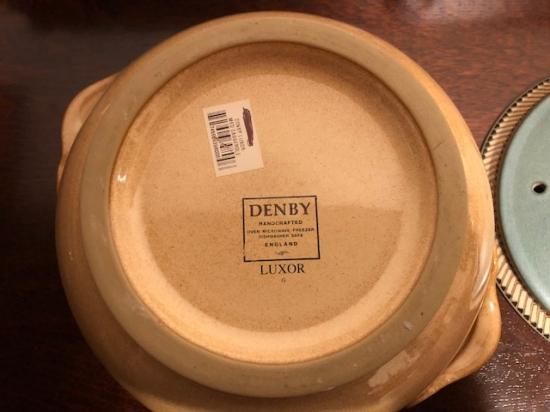 DENBY
HANDCRAFTED
OVEN MICROWAVE FREEZER
DISHWASHER SAFE
ENGLAND
LUXOR
G